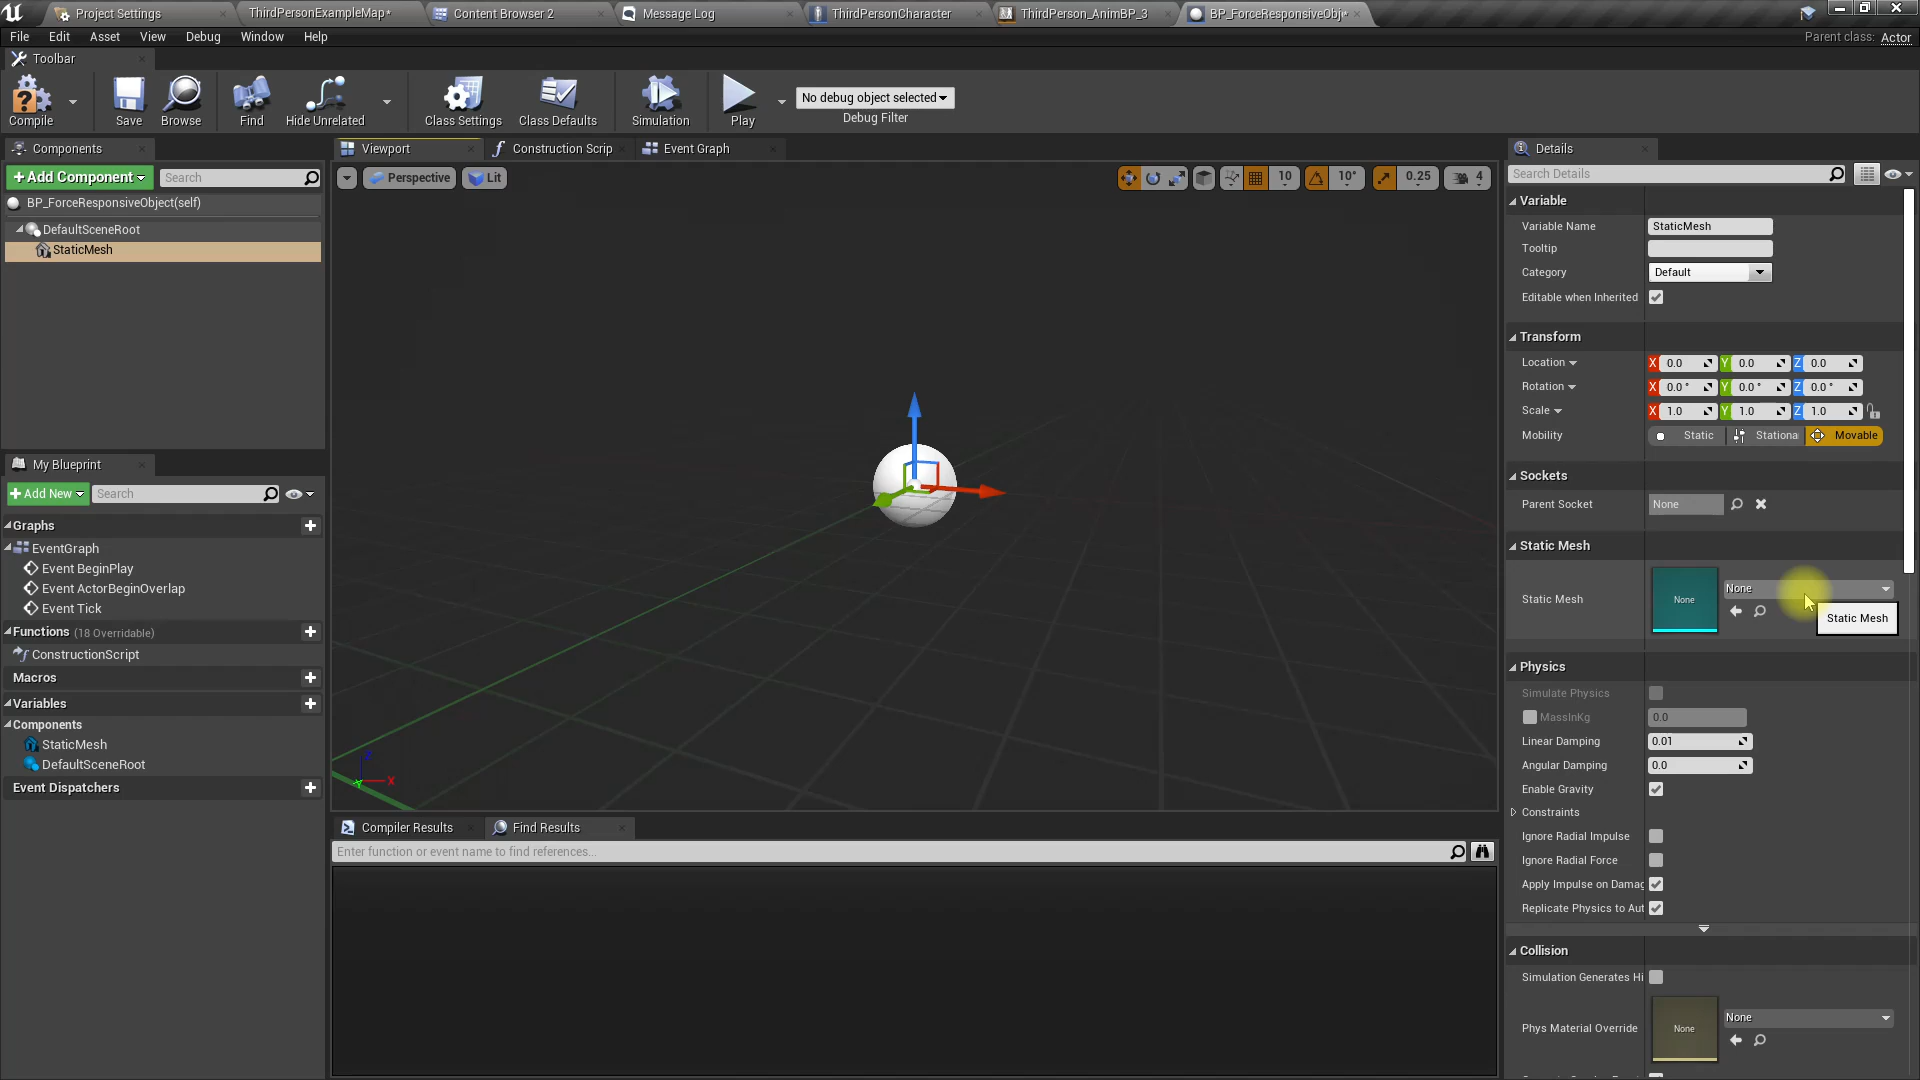 Project Settings
ThirdPersonExampleMap*
Content Browser 2
Message Log
ThirdPersonCharacter
ThirdPerson_AnimBP_3
BP_ForceResponsiveObj*
File Edit Asset View Debug Window Help
Parent class: Actor
Toolbar
Compile
Save
Browse
Find
Hide Unrelated
Class Settings
Class Defaults
Simulation
Play
No debug object selected
Debug Filter
Components
+Add Component
Search
BP_ForceResponsiveObject(self)
DefaultSceneRoot
StaticMesh
My Blueprint
+Add New
Search
Graphs
EventGraph
Event BeginPlay
Event ActorBeginOverlap
Event Tick
Functions (18 Overridable)
ConstructionScript
Macros
Variables
Components
StaticMesh
DefaultSceneRoot
Event Dispatchers
Viewport
Construction Scrip
Event Graph
Perspective
Lit
10
10°
0.25
4
Z
X
Y
Compiler Results
Find Results
Enter function or event name to find references...
Details
Search Details
Variable
Variable Name StaticMesh
Tooltip
Category Default
Editable when Inherited
Transform
Location X 0.0 Y 0.0 Z 0.0
Rotation X 0.0° Y 0.0° Z 0.0°
Scale X 1.0 Y 1.0 Z 1.0
Mobility Static Stationa Movable
Sockets
Parent Socket None
Static Mesh
Static Mesh None None
Static Mesh
Physics
Simulate Physics
MassInKg 0.0
Linear Damping 0.01
Angular Damping 0.0
Enable Gravity
Constraints
Ignore Radial Impulse
Ignore Radial Force
Apply Impulse on Damag
Replicate Physics to Aut
Collision
Simulation Generates Hi
Phys Material Override None None